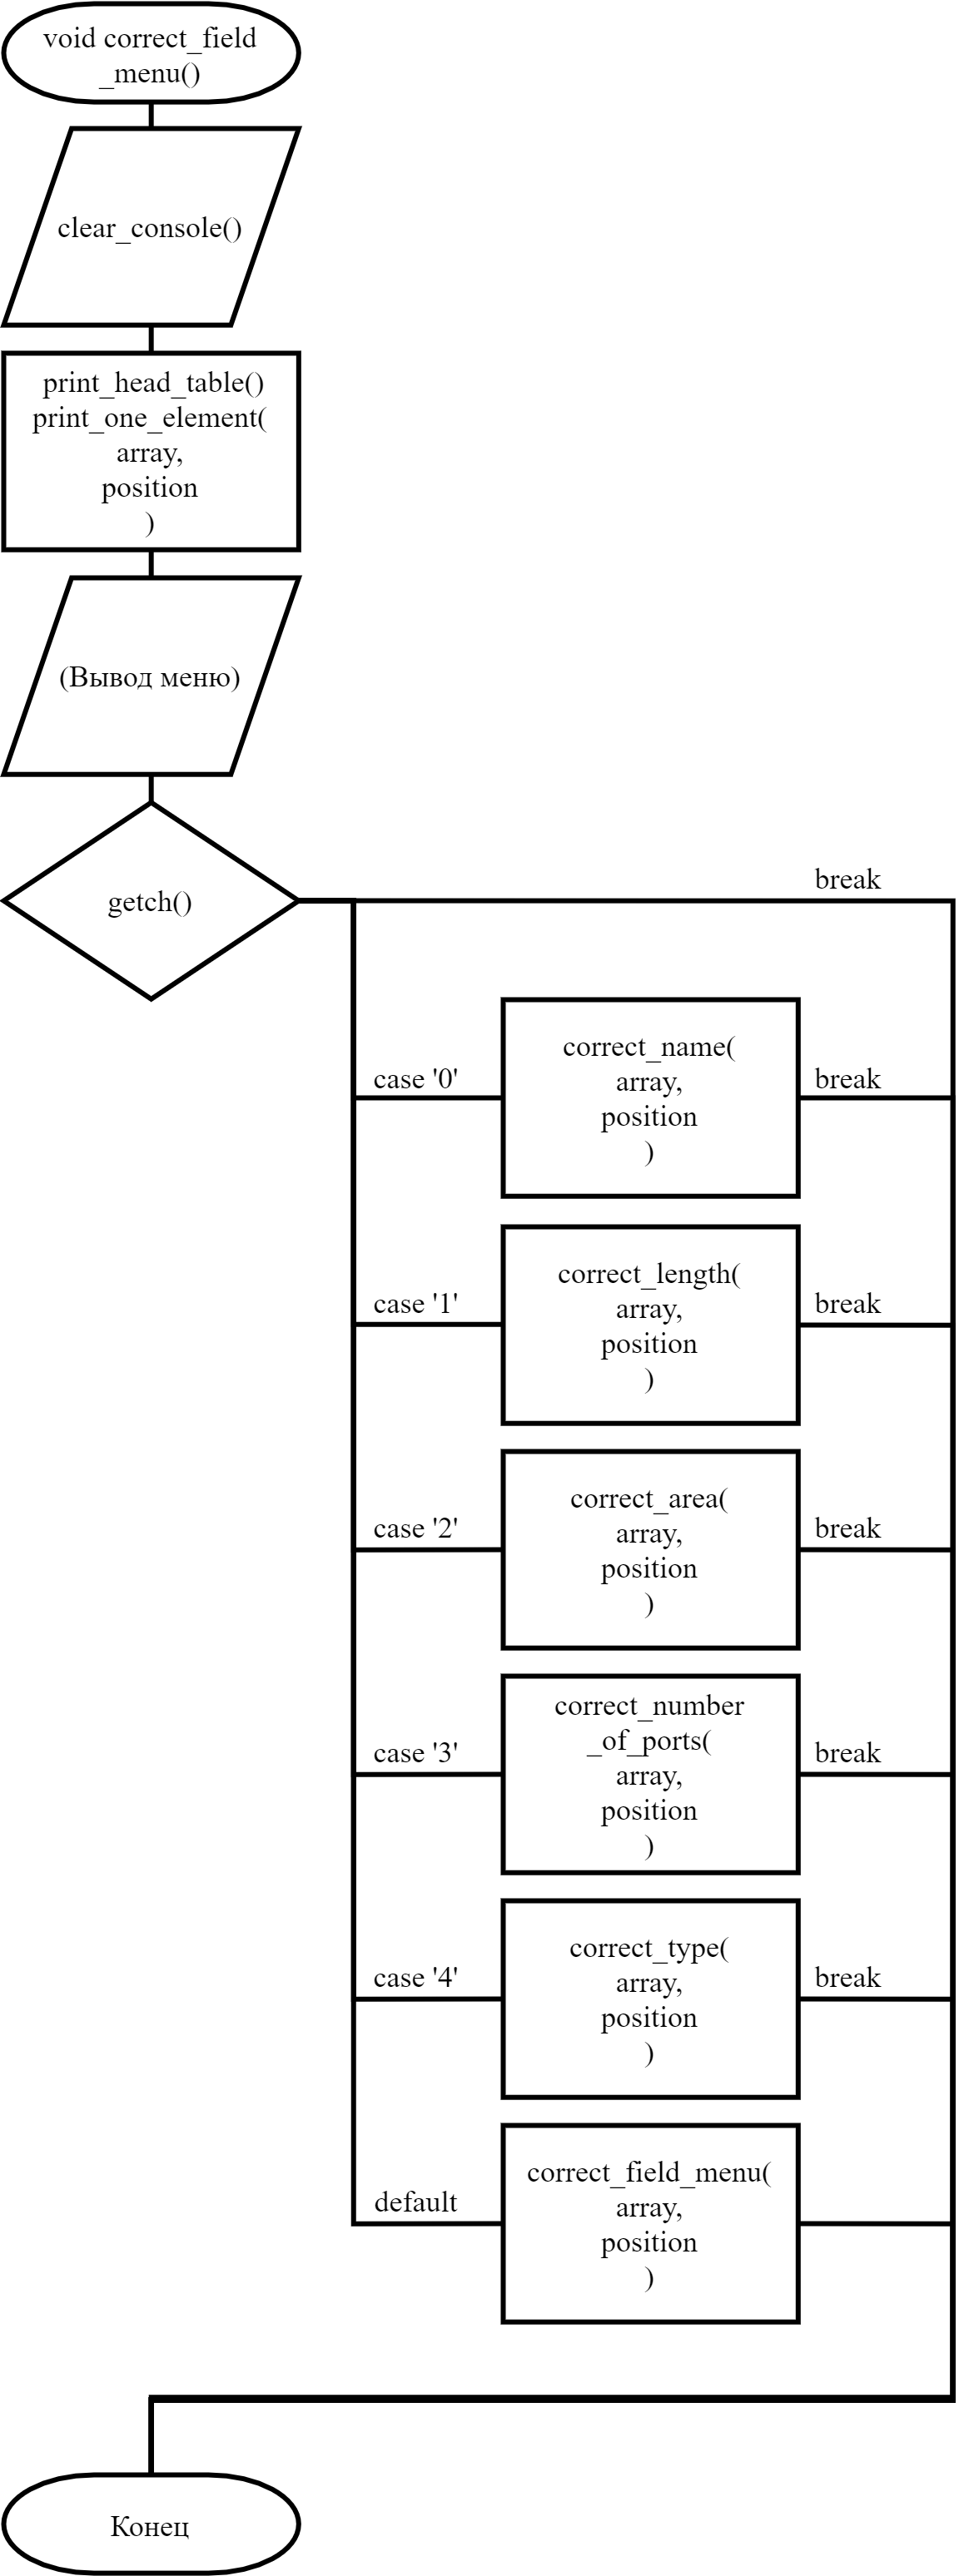 void correct_field
_menu()
clear_console()
print_head_table()
print_one_element(
array,
position
)
(Вывод меню)
getch()
break
case '0'
correct_name(
array,
position
)
break
case '1'
correct_length(
array,
position
)
break
case '2'
correct_area(
array,
position
)
break
case '3'
correct_number
_of_ports(
array,
position
)
break
case '4'
correct_type(
array,
position
)
break
default
correct_field_menu(
array,
position
)
Конец